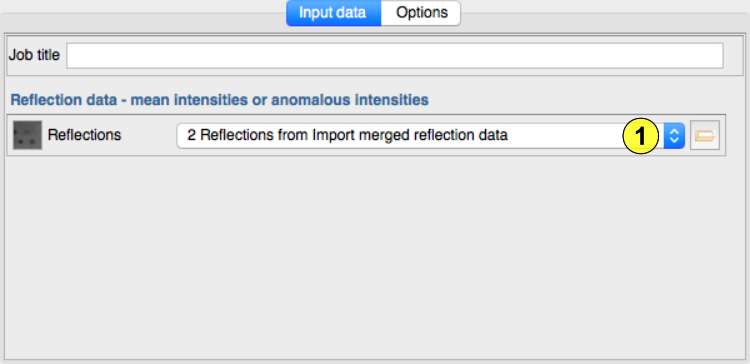 Input data Options
Job title
Reflection data - mean intensities or anomalous intensities
Reflections 2 Reflections from Import merged reflection data 1